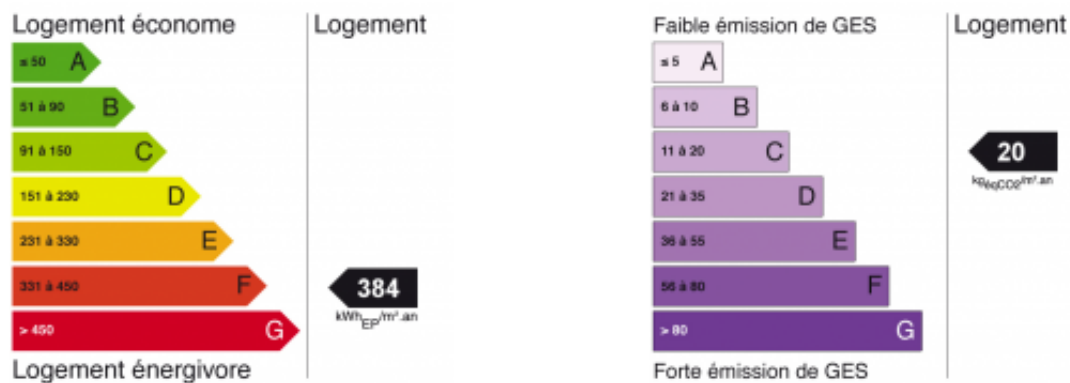 Logement économe
Logement
≤ 50 A
51 à 90 B
91 à 150 C
151 à 230 D
231 à 330 E
331 à 450 F
> 450 G
384
kWhEP/m².an
Logement énergivore
Faible émission de GES
Logement
≤ 5 A
6 à 10 B
11 à 20 C
21 à 35 D
36 à 55 E
56 à 80 F
> 80 G
20
kgéqCO2/m².an
Forte émission de GES